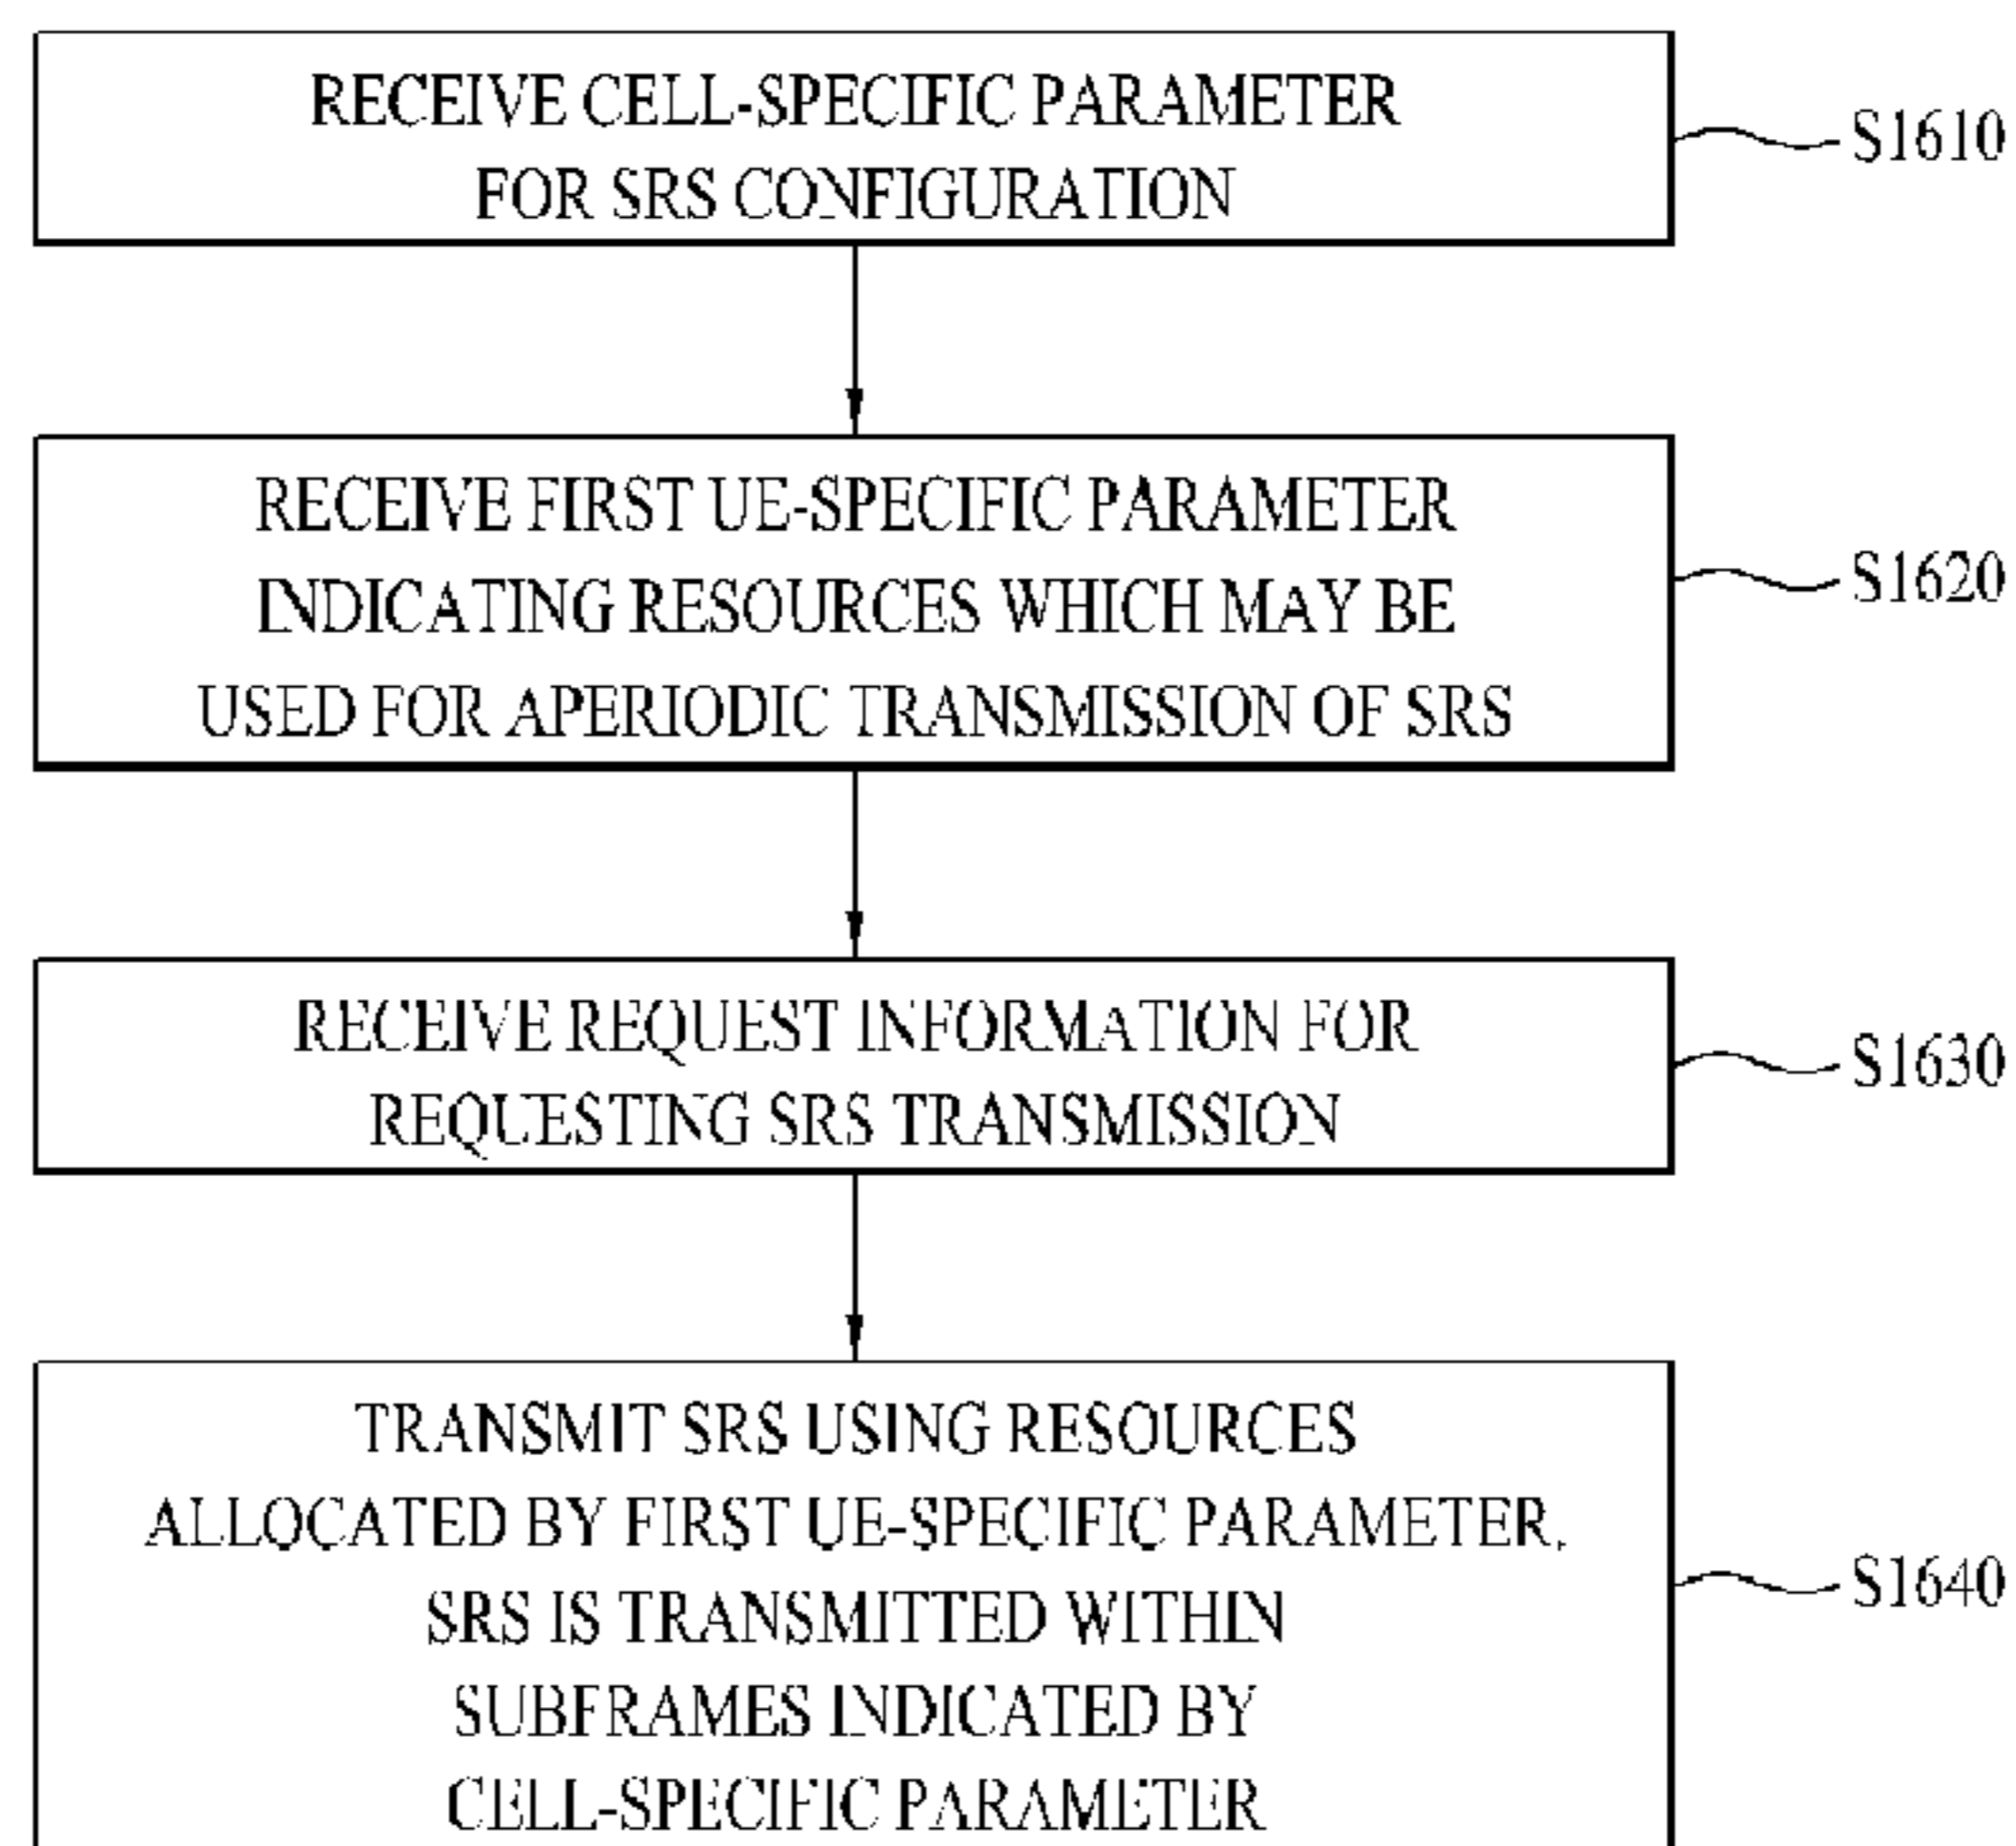 RECEIVE CELL-SPECIFIC PARAMETER
FOR SRS CONFIGURATION
S1610
RECEIVE FIRST UE-SPECIFIC PARAMETER
INDICATING RESOURCES WHICH MAY BE
USED FOR APERIODIC TRANSMISSION OF SRS
S1620
RECEIVE REQUEST INFORMATION FOR
REQUESTING SRS TRANSMISSION
S1630
TRANSMIT SRS USING RESOURCES
ALLOCATED BY FIRST UE-SPECIFIC PARAMETER.
SRS IS TRANSMITTED WITHIN
SUBFRAMES INDICATED BY
CELL-SPECIFIC PARAMETER
S1640